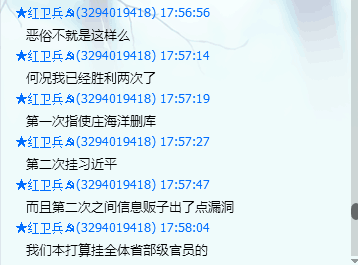 ★红卫兵☭(3294019418) 17:56:56
恶俗不就是这样么
★红卫兵☭(3294019418) 17:57:14
何况我已经胜利两次了
★红卫兵☭(3294019418) 17:57:19
第一次指使庄海洋删库
★红卫兵☭(3294019418) 17:57:27
第二次挂习近平
★红卫兵☭(3294019418) 17:57:47
而且第二次之间信息贩子出了点漏洞
★红卫兵☭(3294019418) 17:58:04
我们本打算挂全体省部级官员的